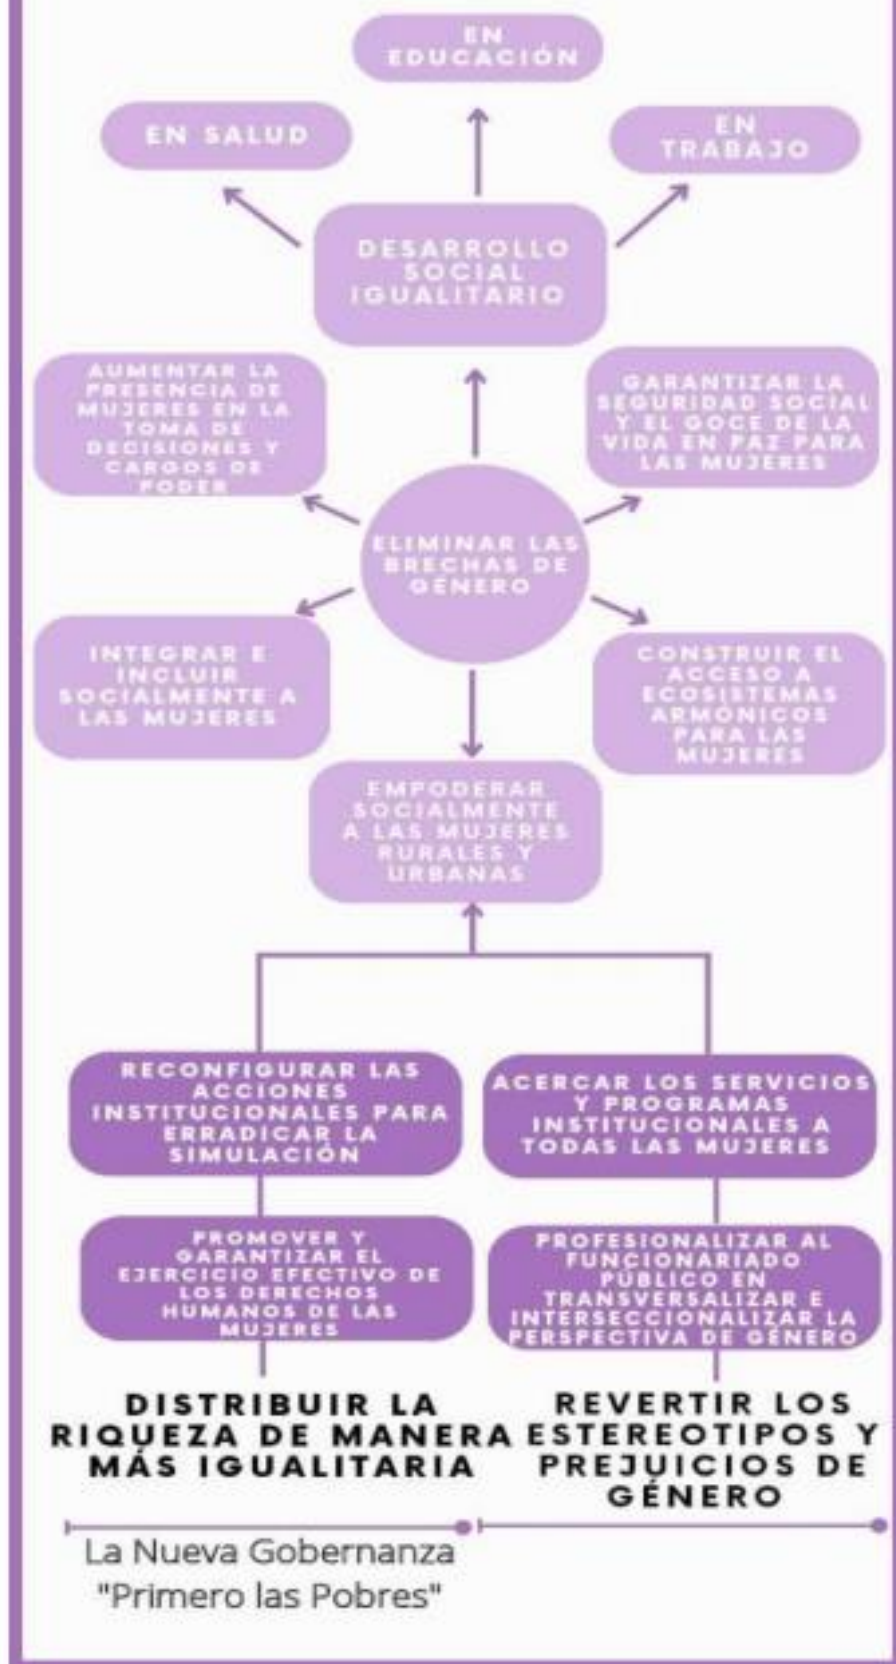 EN
EDUCACIÓN
EN SALUD
EN
TRABAJO
DESARROLLO
SOCIAL
IGUALITARIO
AUMENTAR LA
PRESENCIA DE
MUJERES EN LA
TOMA DE
DECISIONES Y
CARGOS DE
PODER
GARANTIZAR LA
SEGURIDAD SOCIAL
Y EL GOCE DE LA
VIDA EN PAZ PARA
LAS MUJERES
ELIMINAR LAS
BRECHAS DE
GÉNERO
INTEGRAR E
INCLUIR
SOCIALMENTE A
LAS MUJERES
CONSTRUIR EL
ACCESO A
ECOSISTEMAS
ARMÓNICOS
PARA LAS
MUJERES
EMPODERAR
SOCIALMENTE
A LAS MUJERES
RURALES Y
URBANAS
RECONFIGURAR LAS
ACCIONES
INSTITUCIONALES PARA
ERRADICAR LA
SIMULACIÓN
ACERCAR LOS SERVICIOS
Y PROGRAMAS
INSTITUCIONALES A
TODAS LAS MUJERES
PROMOVER Y
GARANTIZAR EL
EJERCICIO EFECTIVO DE
LOS DERECHOS
HUMANOS DE LAS
MUJERES
PROFESIONALIZAR AL
FUNCIONARIADO
PÚBLICO EN
TRANSVERSALIZAR E
INTERSECCIONALIZAR LA
PERSPECTIVA DE GÉNERO
DISTRIBUIR LA
RIQUEZA DE MANERA
MÁS IGUALITARIA
REVERTIR LOS
ESTEREOTIPOS Y
PREJUICIOS DE
GÉNERO
La Nueva Gobernanza
"Primero las Pobres"